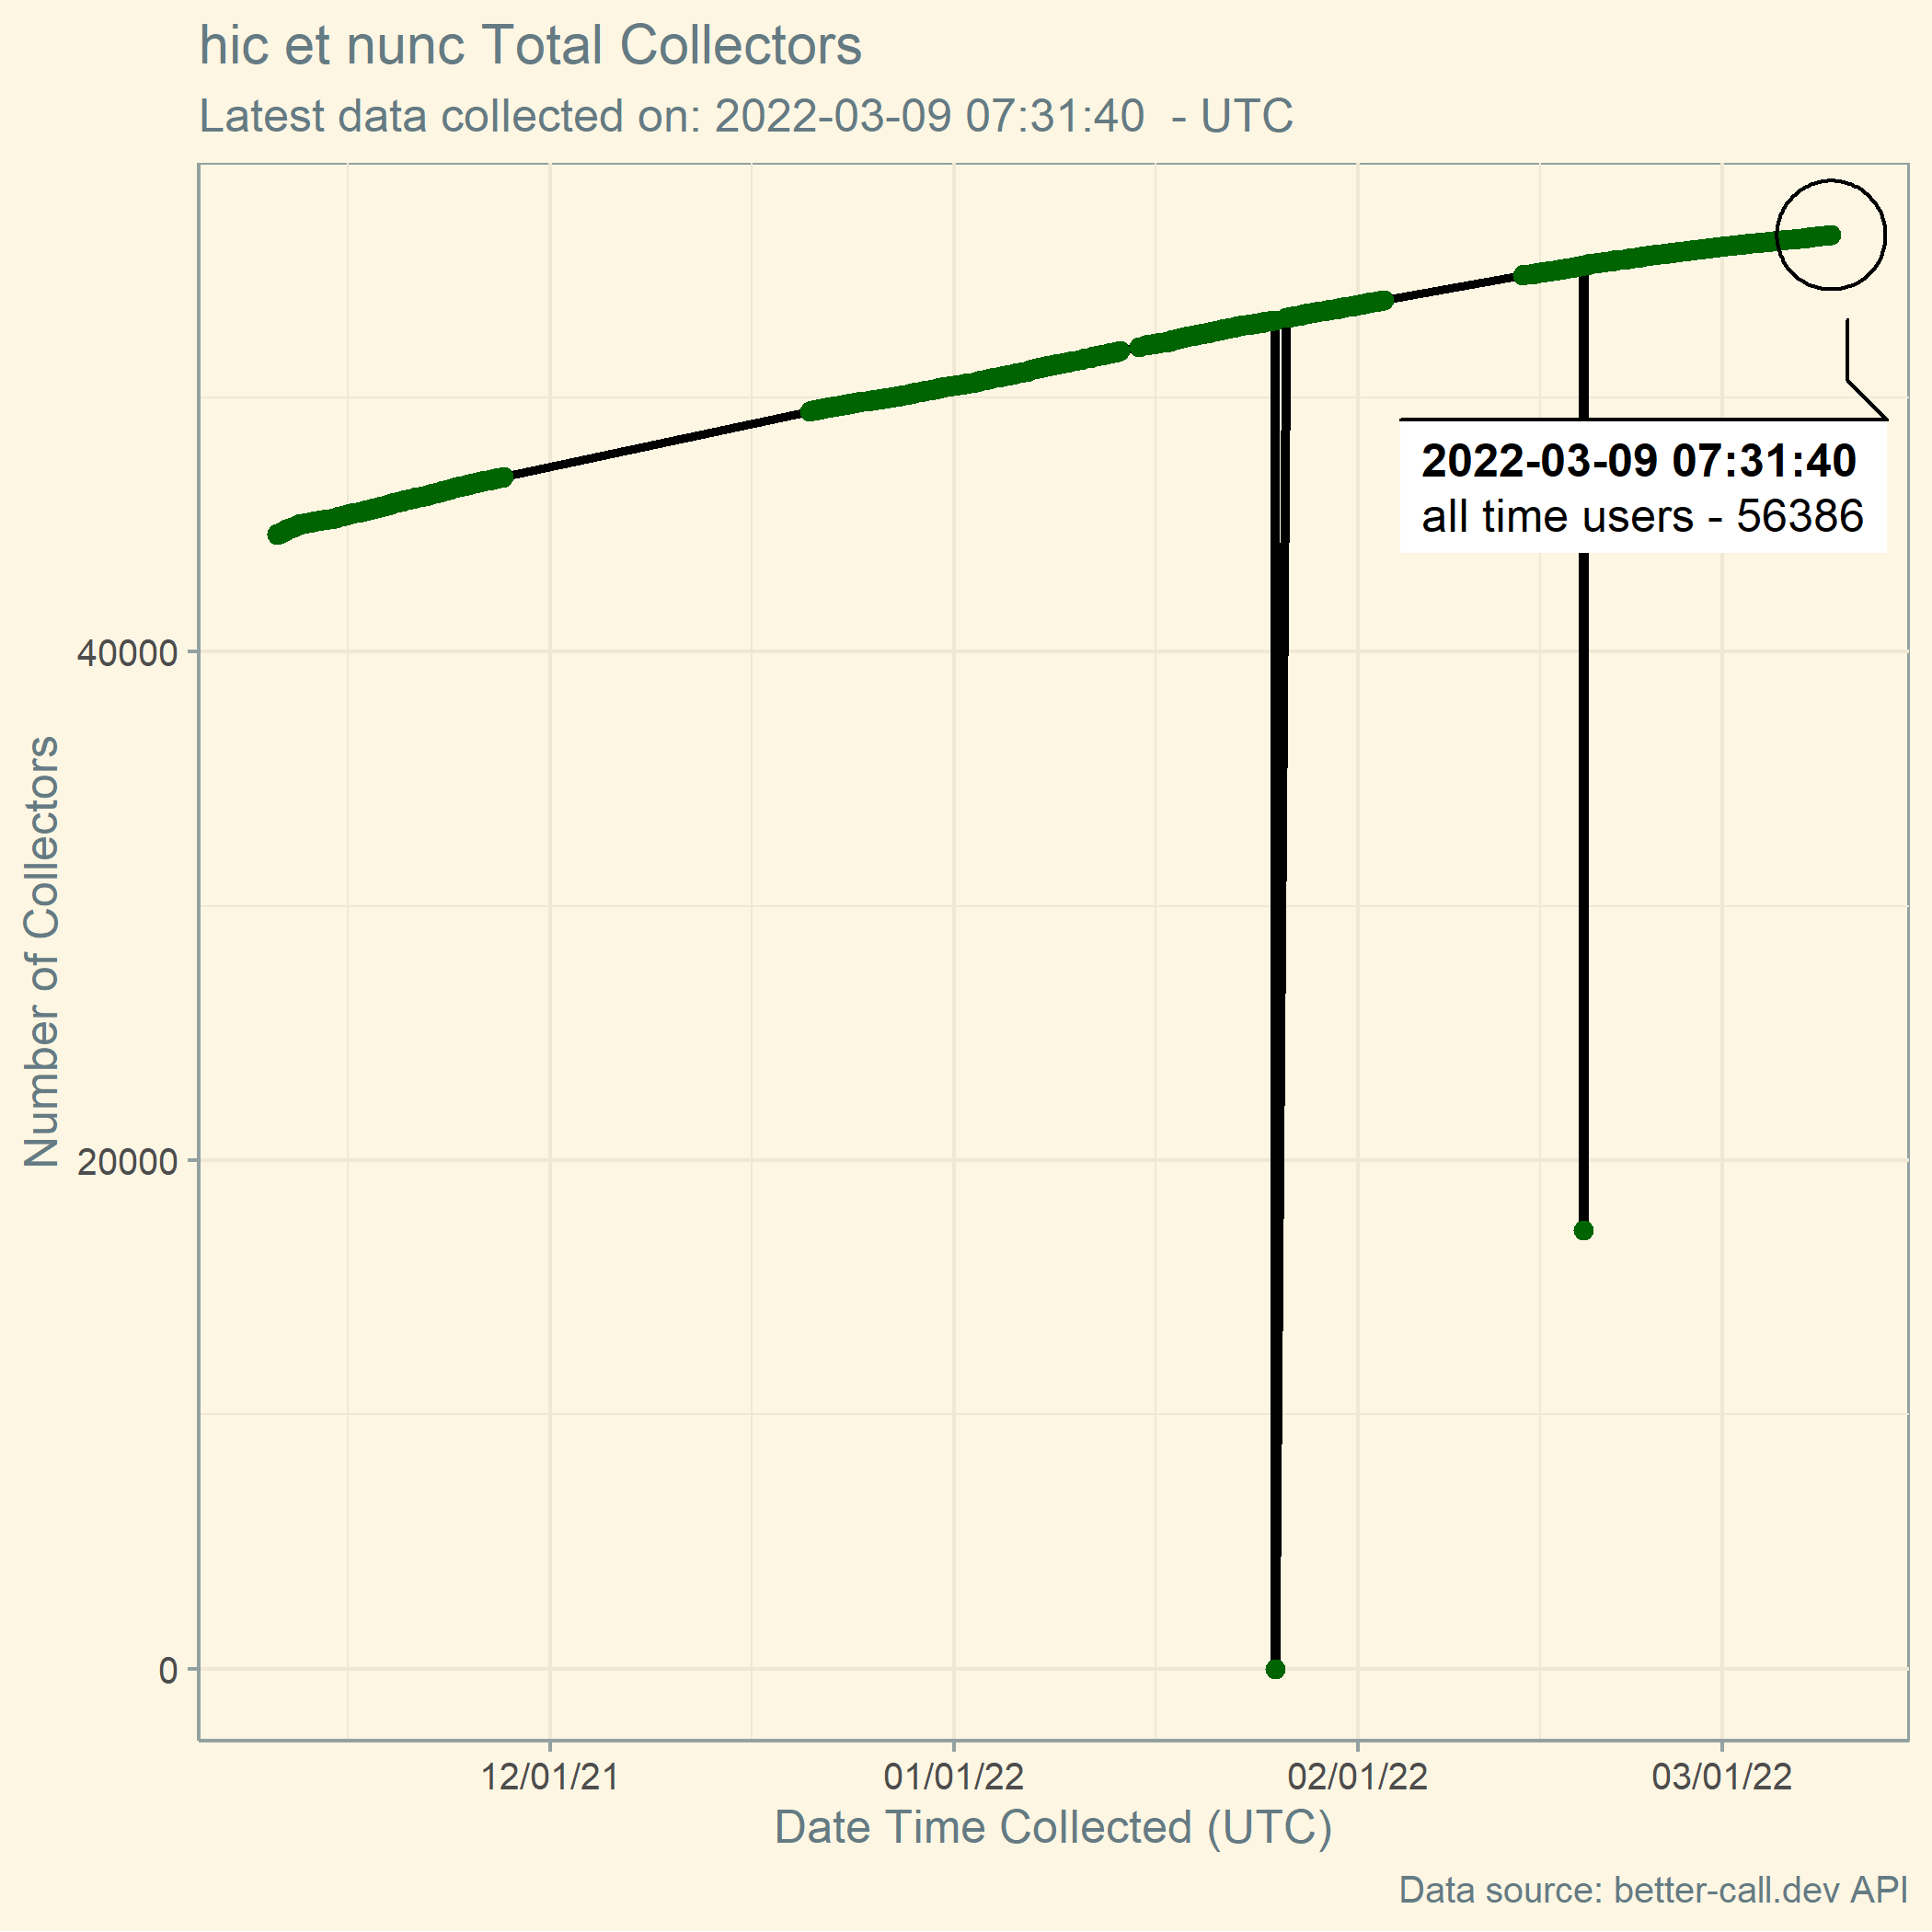 hic et nunc Total Collectors
Latest data collected on: 2022-03-09 07:31:40  - UTC
2022-03-09 07:31:40
all time users - 56386
Number of Collectors
40000
20000
0
12/01/21
01/01/22
02/01/22
03/01/22
Date Time Collected (UTC)
Data source: better-call.dev API